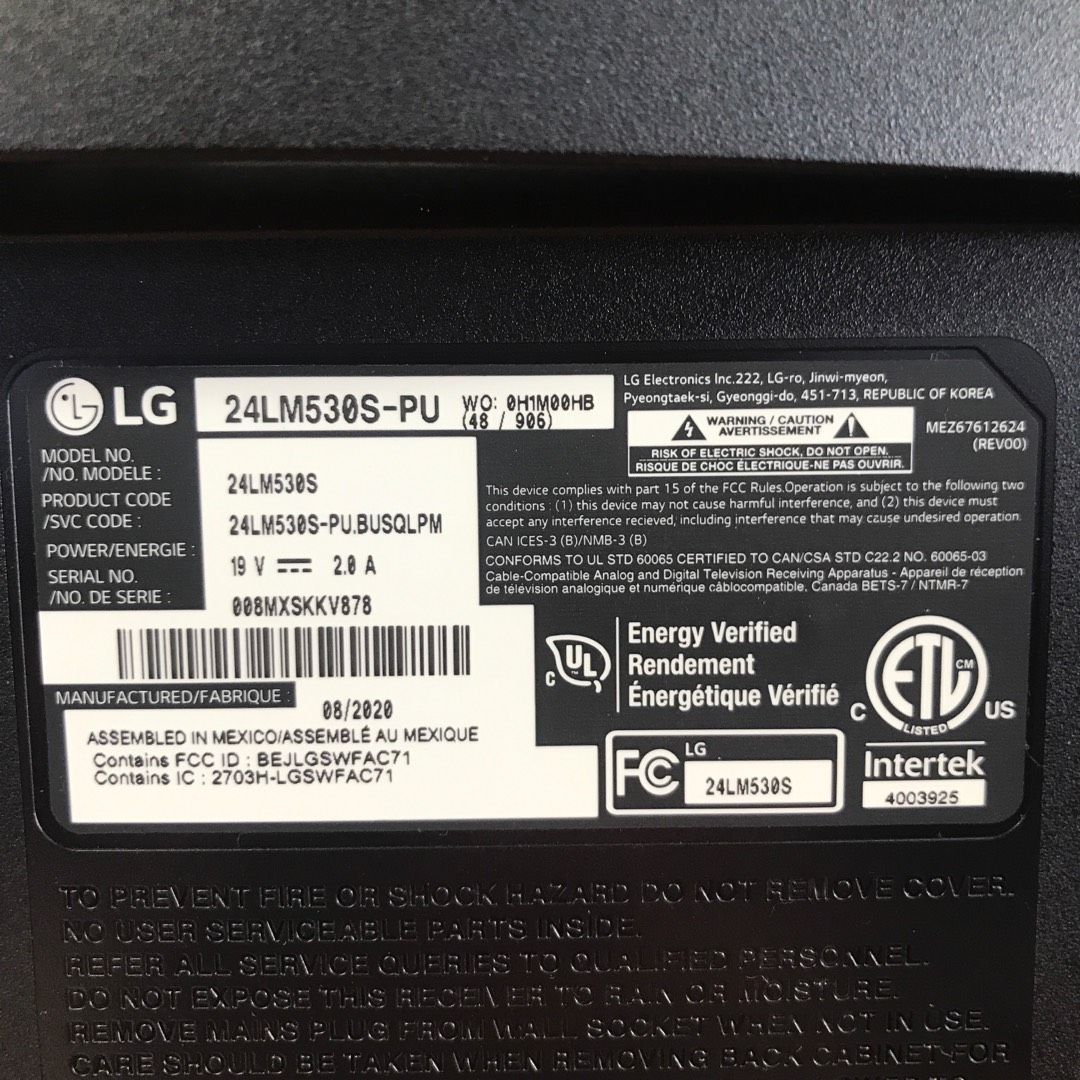 LG
24LM530S-PU
WO: 0H1M00HB
(48 / 906)
LG Electronics Inc.222, LG-ro, Jinwi-myeon,
Pyeongtaek-si, Gyeonggi-do, 451-713, REPUBLIC OF KOREA
WARNING / CAUTION
AVERTISSEMENT
RISK OF ELECTRIC SHOCK, DO NOT OPEN.
RISQUE DE CHOC ÉLECTRIQUE-NE PAS OUVRIR.
MEZ67612624
(REV00)
MODEL NO.
/NO. MODELE :
24LM530S
PRODUCT CODE
/SVC CODE :
24LM530S-PU.BUSQLPM
POWER/ENERGIE :
19 V 2.0 A
SERIAL NO.
/NO. DE SERIE :
008MXSKKV878
This device complies with part 15 of the FCC Rules.Operation is subject to the following two
conditions : (1) this device may not cause harmful interference, and (2) this device must
accept any interference recieved, including interference that may cause undesired operation.
CAN ICES-3 (B)/NMB-3 (B)
CONFORMS TO UL STD 60065 CERTIFIED TO CAN/CSA STD C22.2 NO. 60065-03
Cable-Compatible Analog and Digital Television Receiving Apparatus - Appareil de réception
de télévision analogique et numérique câblocompatible, Canada BETS-7 / NTMR-7
MANUFACTURED/FABRIQUE :
08/2020
ASSEMBLED IN MEXICO/ASSEMBLÉ AU MEXIQUE
Contains FCC ID : BEJLGSWFAC71
Contains IC : 2703H-LGSWFAC71
C UL
Energy Verified
Rendement
Énergétique Vérifié
C ETL CM US
LISTED
Intertek
4003925
FC LG
24LM530S
TO PREVENT FIRE OR SHOCK HAZARD DO NOT REMOVE COVER.
NO USER SERVICEABLE PARTS INSIDE.
REFER ALL SERVICE QUERIES TO QUALIFIED PERSONNEL.
DO NOT EXPOSE THIS RECEIVER TO RAIN OR MOISTURE.
REMOVE MAINS PLUG FROM WALL SOCKET WHEN NOT IN USE.
CARE SHOULD BE TAKEN WHEN REMOVING BACK CABINET-FOR